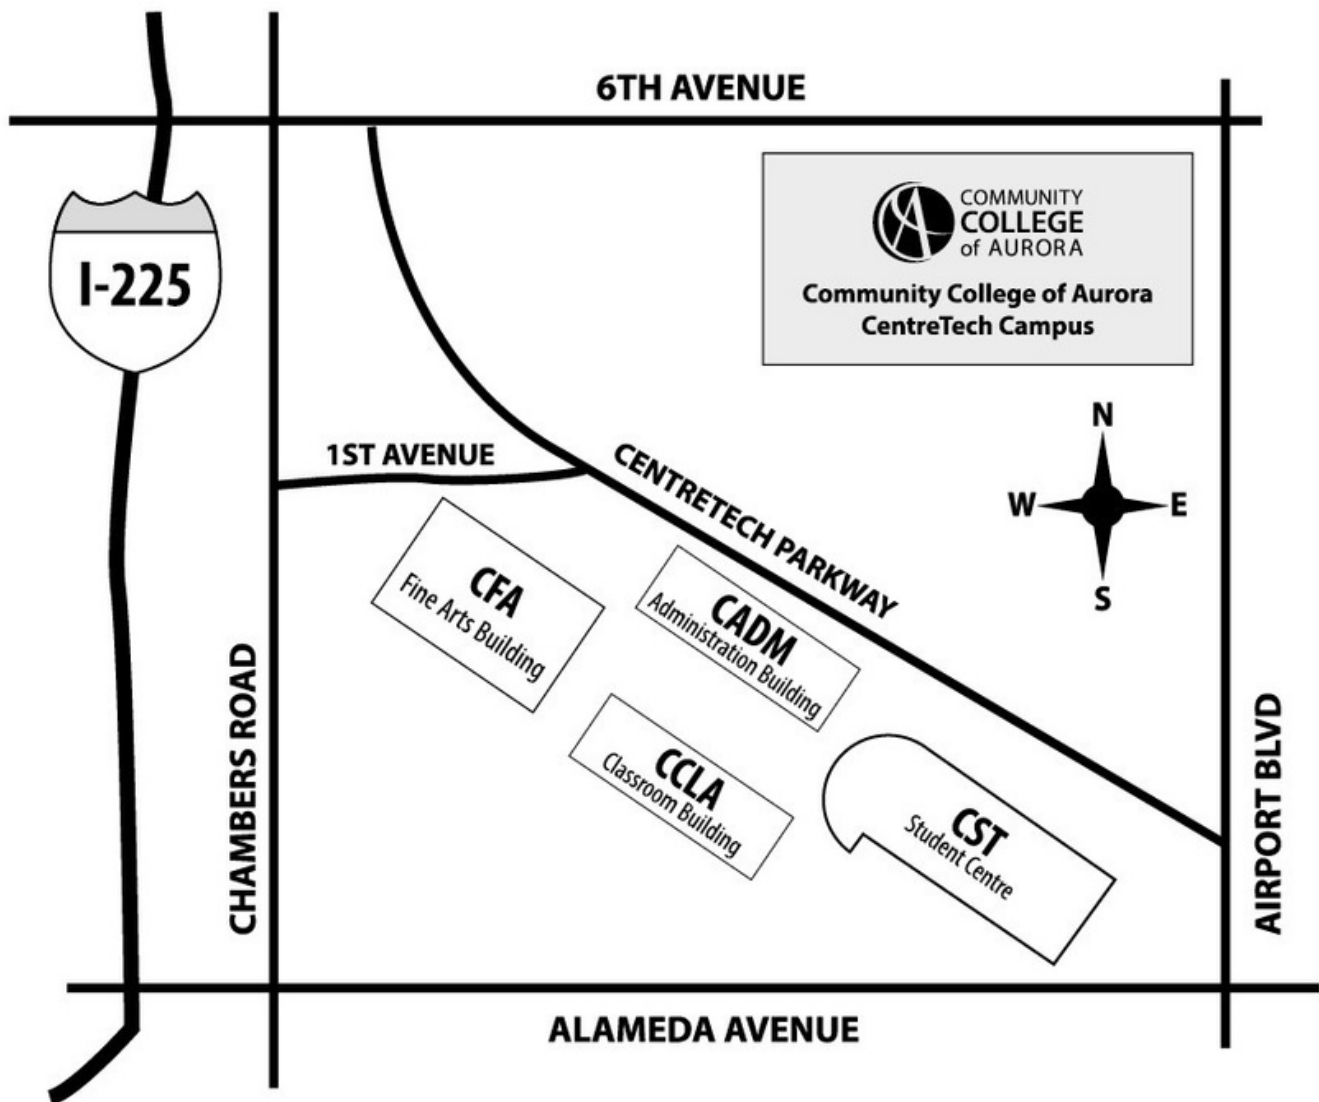 6TH AVENUE
COMMUNITY
COLLEGE
of AURORA
Community College of Aurora
CentreTech Campus
I-225
N
W
E
S
1ST AVENUE
CENTRETECH PARKWAY
CFA
Fine Arts Building
CADM
Administration Building
CCLA
Classroom Building
CST
Student Centre
CHAMBERS ROAD
AIRPORT BLVD
ALAMEDA AVENUE